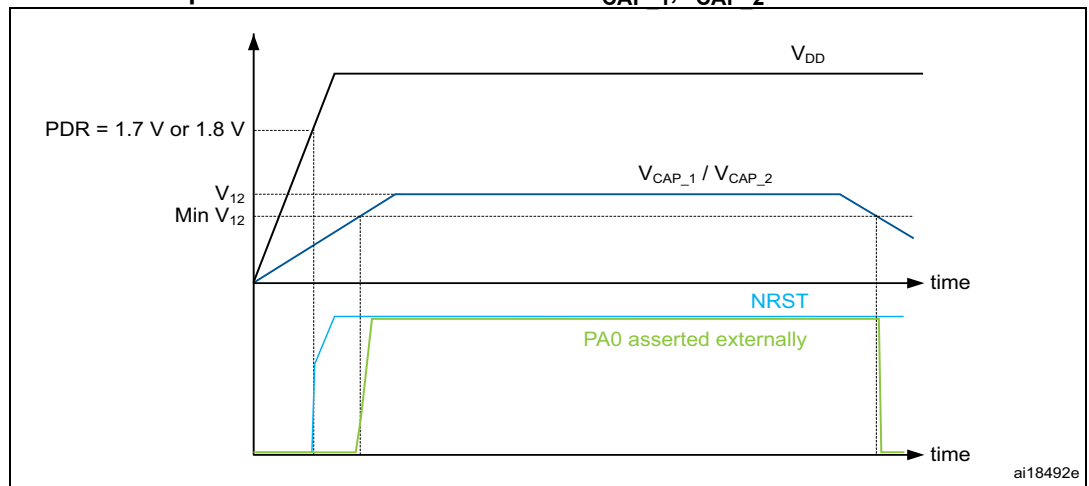 V_DD
PDR = 1.7 V or 1.8 V
V_CAP_1 / V_CAP_2
V_12
Min V_12
time
NRST
PA0 asserted externally
time
ai18492e